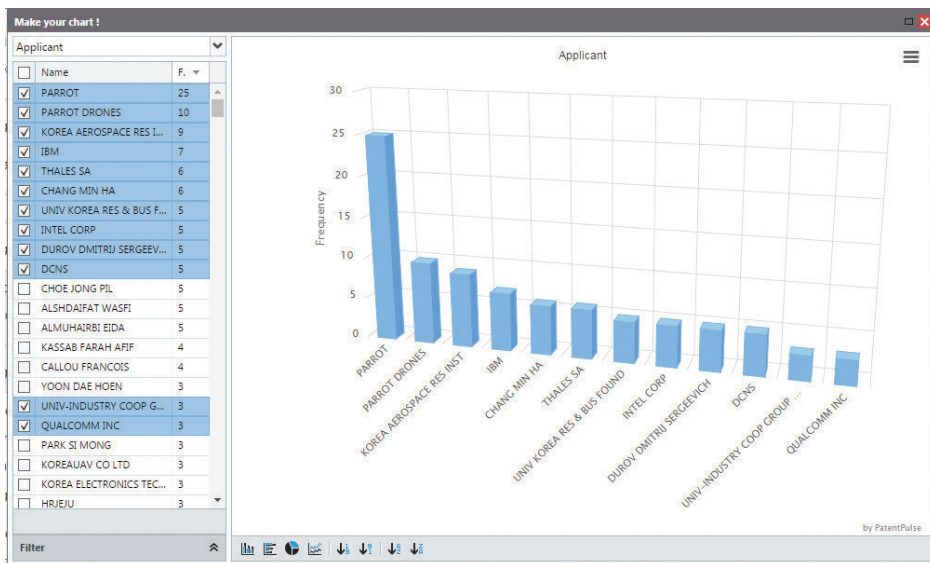 Make your chart !
Applicant
Name F.
PARROT 25
PARROT DRONES 10
KOREA AEROSPACE RES I... 9
IBM 7
THALES SA 6
CHANG MIN HA 6
UNIV KOREA RES & BUS F... 5
INTEL CORP 5
DUROV DMITRIJ SERGEEV... 5
DCNS 5
CHOE JONG PIL 5
ALSHDAIFAT WASFI 5
ALMUHAIRBI EIDA 5
KASSAB FARAH AFIF 4
CALLOU FRANCOIS 4
YOON DAE HOEN 3
UNIV-INDUSTRY COOP G... 3
QUALCOMM INC 3
PARK SI MONG 3
KOREAUAV CO LTD 3
KOREA ELECTRONICS TEC... 3
HRJEJU 3
Filter
Applicant
Frequency
30
25
20
15
10
5
0
PARROT
PARROT DRONES
KOREA AEROSPACE RES INST
IBM
CHANG MIN HA
THALES SA
UNIV KOREA RES & BUS FOUND
INTEL CORP
DUROV DMITRIJ SERGEEVICH
DCNS
UNIV-INDUSTRY COOP GROUP ...
QUALCOMM INC
by PatentPulse